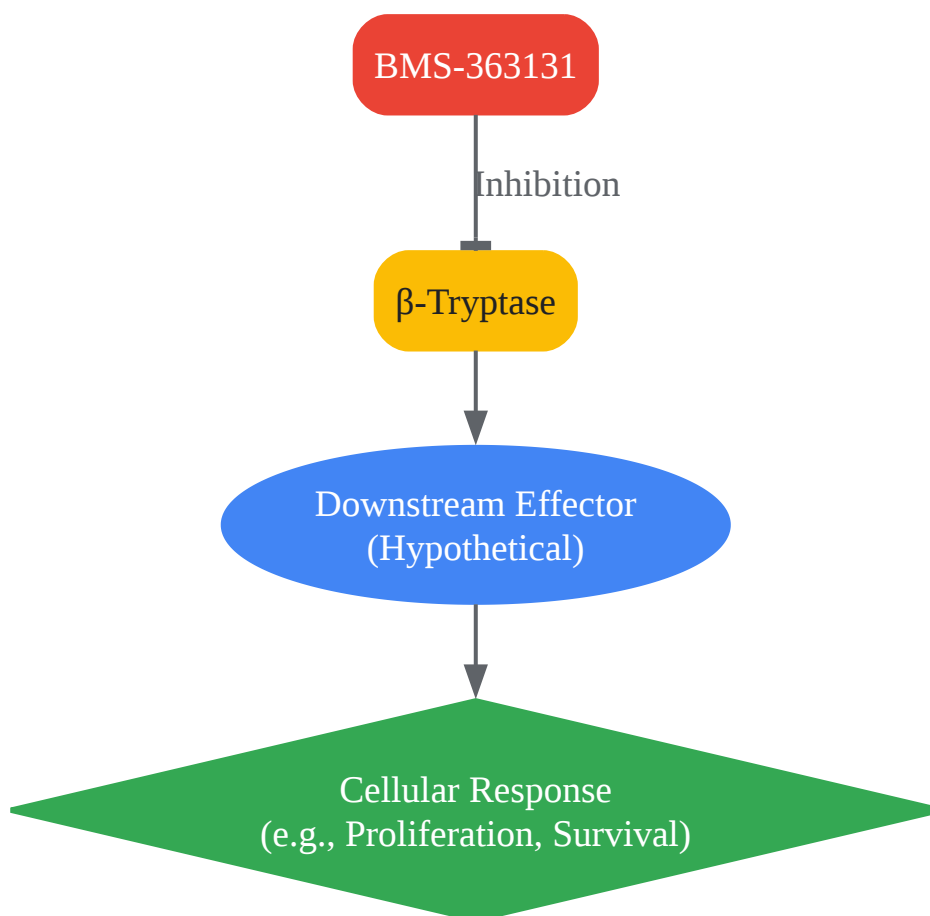 BMS-363131
Inhibition
β-Tryptase
Downstream Effector
(Hypothetical)
Cellular Response
(e.g., Proliferation, Survival)